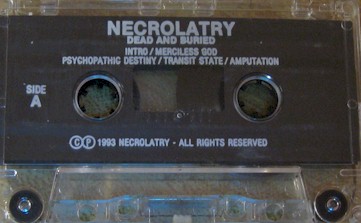 NECROLATRY
DEAD AND BURIED
INTRO / MERCILESS GOD
PSYCHOPATHIC DESTINY / TRANSIT STATE / AMPUTATION
SIDE
A
©℗ 1993 NECROLATRY - ALL RIGHTS RESERVED